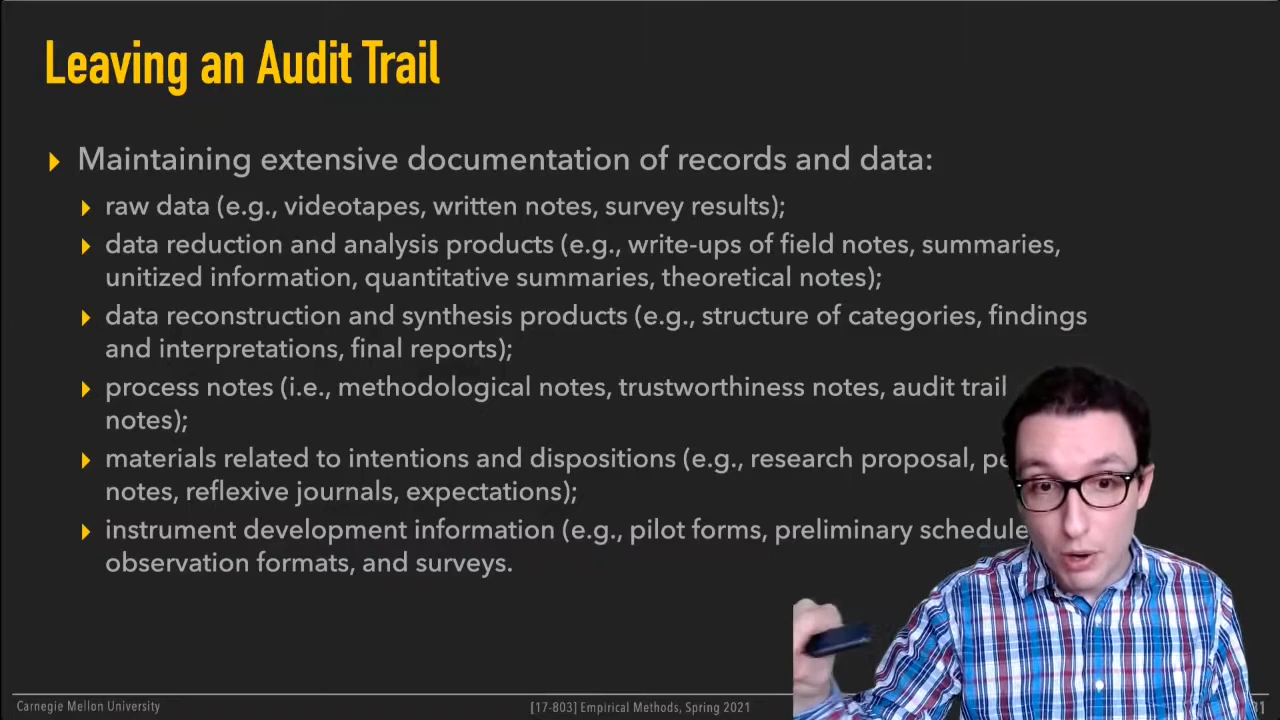 Leaving an Audit Trail
Maintaining extensive documentation of records and data:
raw data (e.g., videotapes, written notes, survey results);
data reduction and analysis products (e.g., write-ups of field notes, summaries,
unitized information, quantitative summaries, theoretical notes);
data reconstruction and synthesis products (e.g., structure of categories, findings
and interpretations, final reports);
process notes (i.e., methodological notes, trustworthiness notes, audit trail
notes);
materials related to intentions and dispositions (e.g., research proposal,
notes, reflexive journals, expectations);
instrument development information (e.g., pilot forms, preliminary
observation formats, and surveys.
Carnegie Mellon University
[17-803] Empirical Methods, Spring 2021